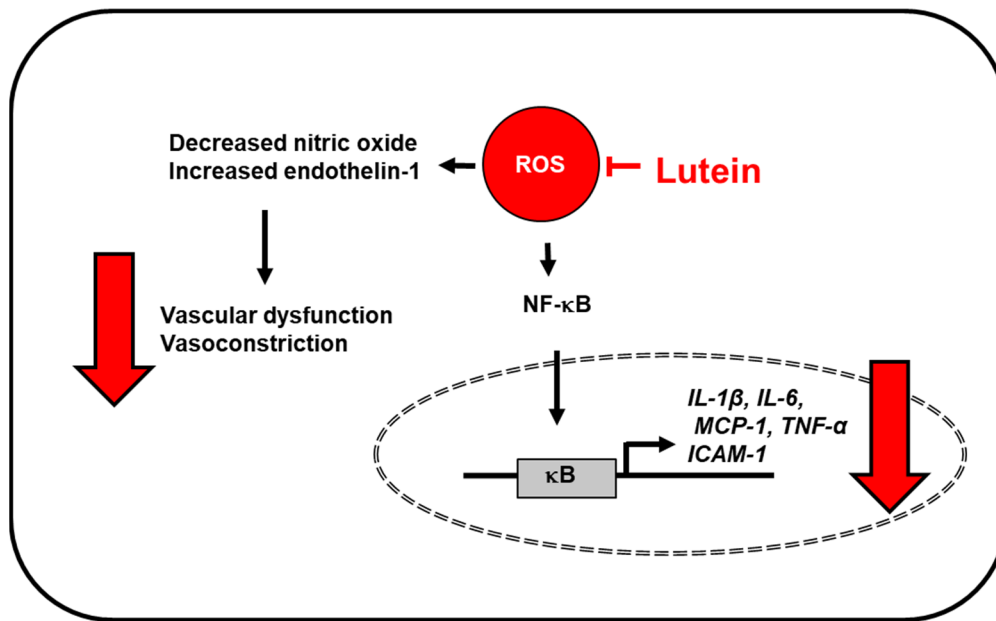 Decreased nitric oxide
Increased endothelin-1
ROS
Lutein
Vascular dysfunction
Vasoconstriction
NF-κB
IL-1β, IL-6,
MCP-1, TNF-α
ICAM-1
κB